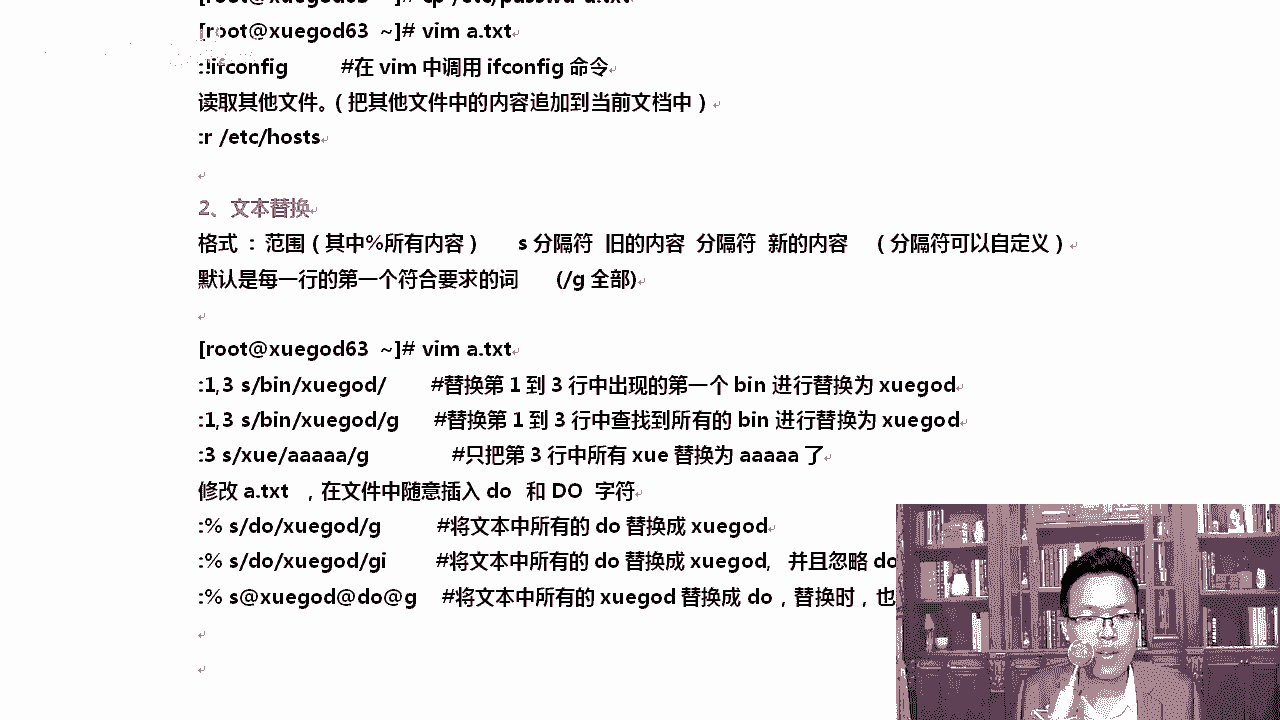 [root@xuegod63 ~]# cp /etc/passwd a.txt
[root@xuegod63 ~]# vim a.txt
:!ifconfig #在 vim 中调用 ifconfig 命令
读取其他文件。( 把其他文件中的内容追加到当前文档中 )
:r /etc/hosts
2、文本替换
格式 : 范围 ( 其中%所有内容 ) s 分隔符 旧的内容 分隔符 新的内容 ( 分隔符可以自定义 )
默认是每一行的第一个符合要求的词 (/g 全部)
[root@xuegod63 ~]# vim a.txt
:1,3 s/bin/xuegod/ #替换第 1 到 3 行中出现的第一个 bin 进行替换为 xuegod
:1,3 s/bin/xuegod/g #替换第 1 到 3 行中查找到所有的 bin 进行替换为 xuegod
:3 s/xue/aaaaa/g #只把第 3 行中所有 xue 替换为 aaaaa 了
修改 a.txt ，在文件中随意插入 do 和 DO 字符
:% s/do/xuegod/g #将文本中所有的 do 替换成 xuegod
:% s/do/xuegod/gi #将文本中所有的 do 替换成 xuegod, 并且忽略 do
:% s@xuegod@do@g #将文本中所有的 xuegod 替换成 do，替换时，也